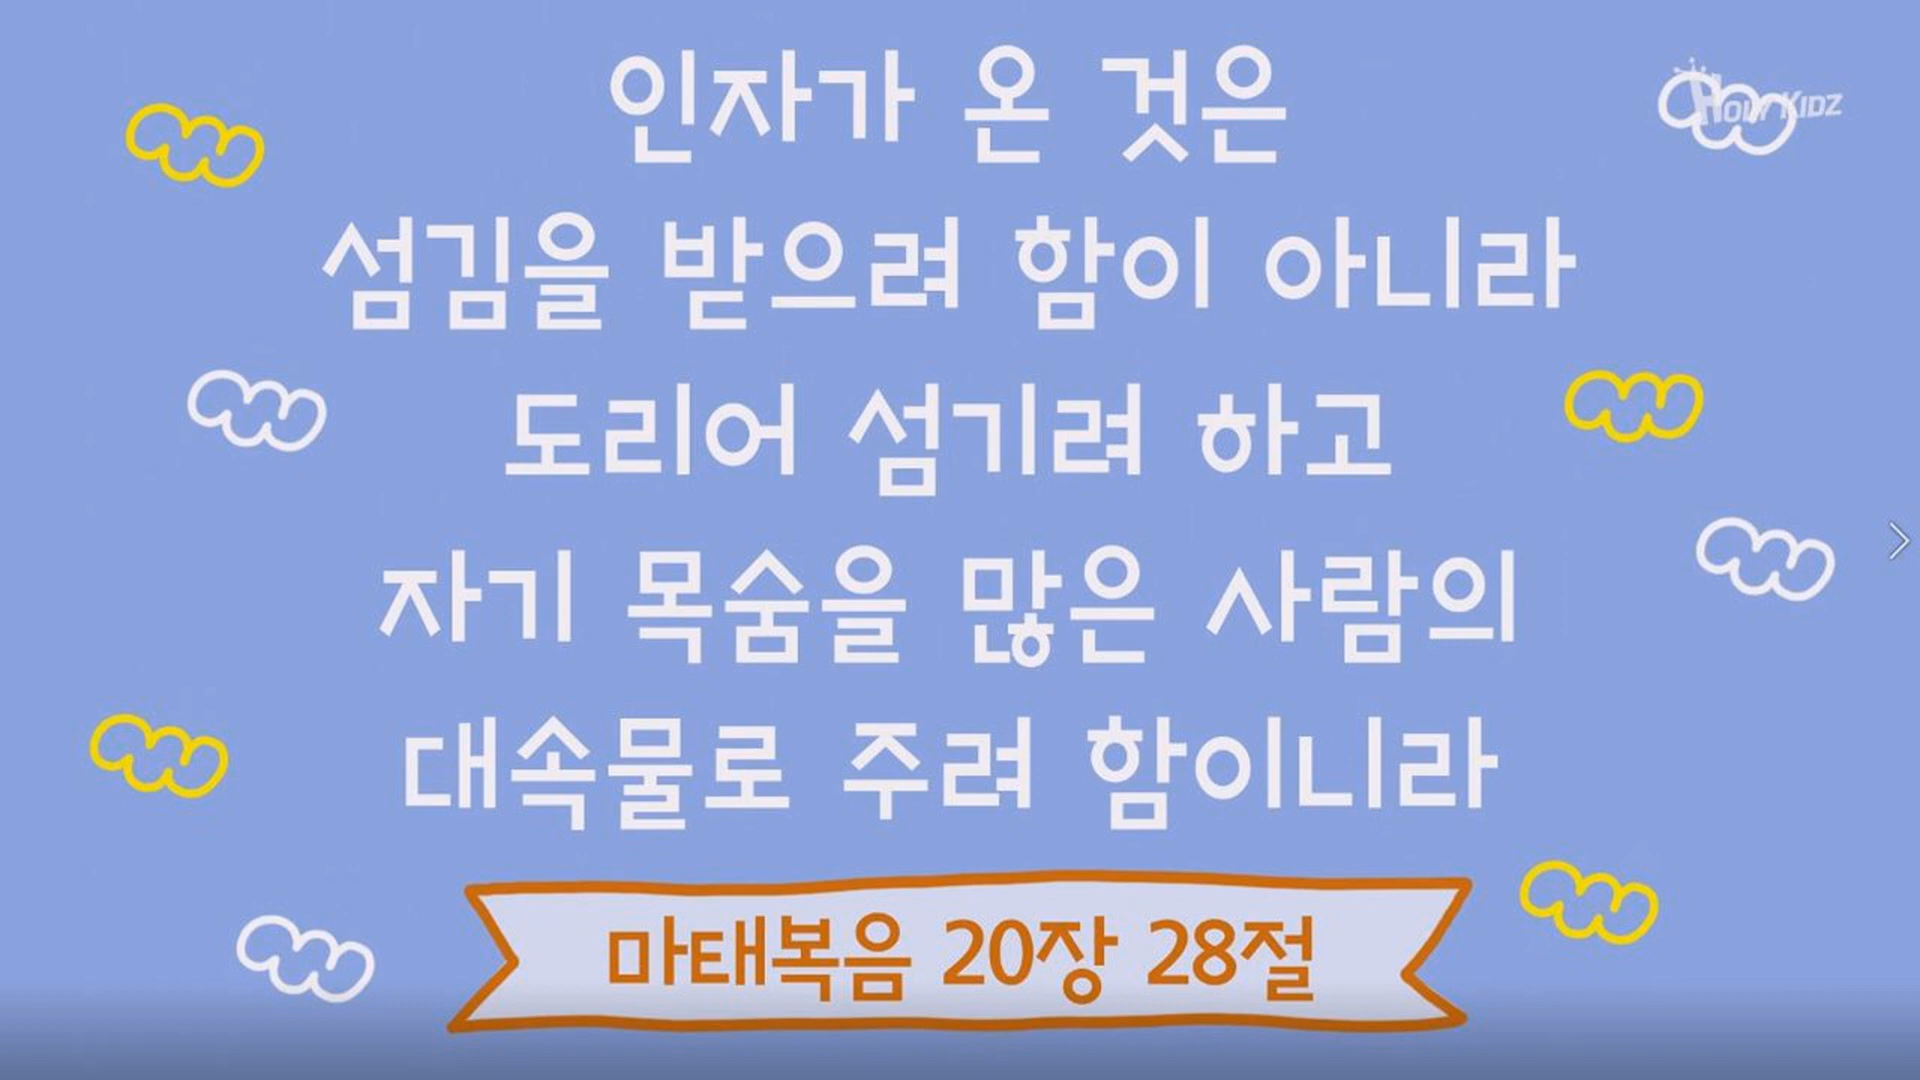 인자가 온 것은
HOLY KIDZ
섬김을 받으려 함이 아니라
도리어 섬기려 하고
자기 목숨을 많은 사람의
대속물로 주려 함이니라
마태복음 20장 28절